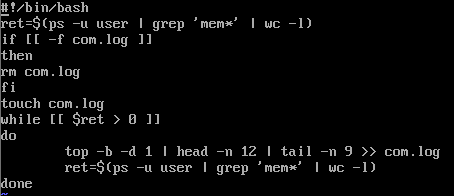 #!/bin/bash
ret=$(ps -u user | grep 'mem*' | wc -l)
if [[ -f com.log ]]
then
rm com.log
fi
touch com.log
while [[ $ret > 0 ]]
do
        top -b -d 1 | head -n 12 | tail -n 9 >> com.log
        ret=$(ps -u user | grep 'mem*' | wc -l)
done
~